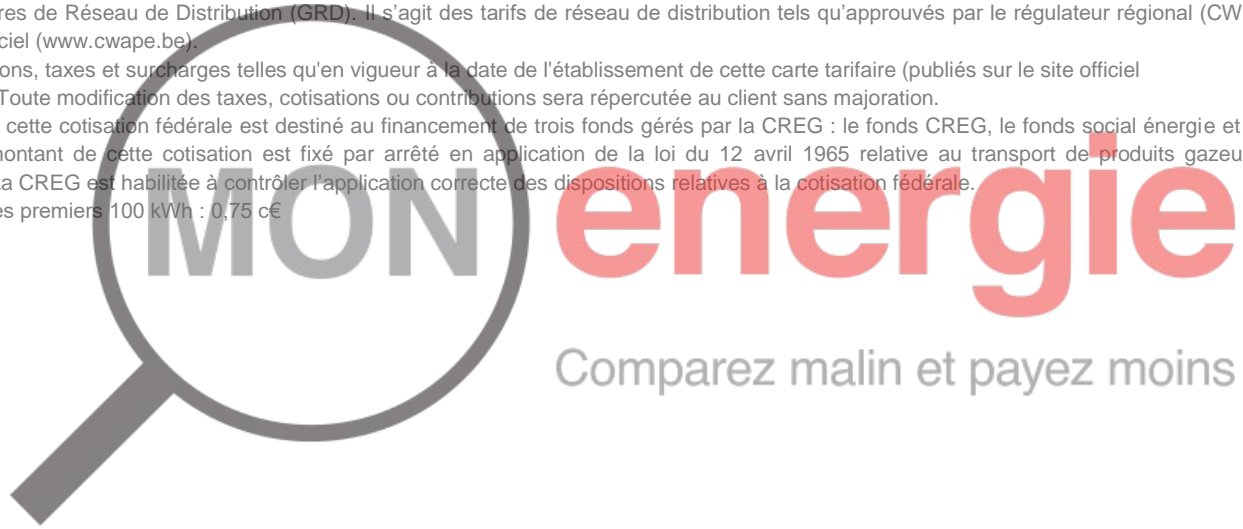 res de Réseau de Distribution (GRD). Il s'agit des tarifs de réseau de distribution tels qu'approuvés par le régulateur régional (CW
ciel (www.cwape.be).
ons, taxes et surcharges telles qu'en vigueur à la date de l'établissement de cette carte tarifaire (publiés sur le site officiel
Toute modification des taxes, cotisations ou contributions sera répercutée au client sans majoration.
cette cotisation fédérale est destiné au financement de trois fonds gérés par la CREG : le fonds CREG, le fonds social énergie et
montant de cette cotisation est fixé par arrêté en application de la loi du 12 avril 1965 relative au transport de produits gazeu
La CREG est habilitée à contrôler l'application correcte des dispositions relatives à la cotisation fédérale.
es premiers 100 kWh : 0,75 c€
MON energie
Comparez malin et payez moins